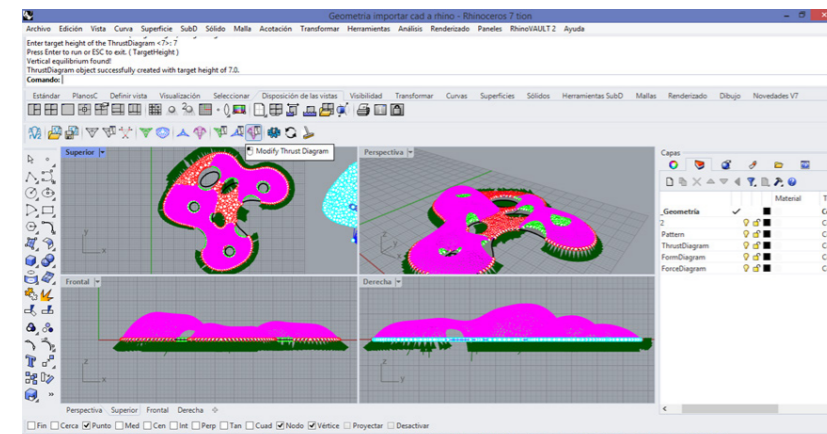 Geometria importar cad a rhino - Rhinoceros 7 tion
Archivo Edición Vista Curva Superficie SubD Sólido Malla Acotación Transformar Herramientas Análisis Renderizado Paneles RhinoVAULT 2 Ayuda
Enter target height of the ThrustDiagram <7>: 7
Press Enter to run or ESC to exit. ( TargetHeight )
Vertical equilibrium found!
ThrustDiagram object successfully created with target height of 7.0.
Comando:
Estándar PlanosC Definir vista Visualización Seleccionar Disposición de las vistas Visibilidad Transformar Curvas Superficies Sólidos Herramientas SubD Mallas Renderizado Dibujo Novedades V7
Modify Thrust Diagram
Superior
Perspectiva
Capas
Material
T
_Geometría
C
2
C
Pattern
C
ThrustDiagram
C
FormDiagram
C
ForceDiagram
C
y
x
z
Frontal
Derecha
z
x
z
y
Perspectiva Superior Frontal Derecha
Fin Cerca Punto Med Cen Int Perp Tan Cuad Nodo Vértice Proyectar Desactivar